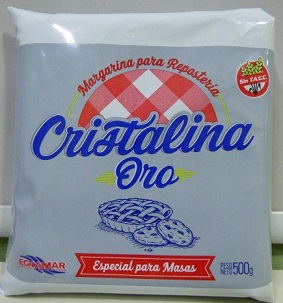 Margarina para Repostería
Sin T.A.C.C.
Cristalina
Oro
Especial para Masas
PESO
NETO 500g